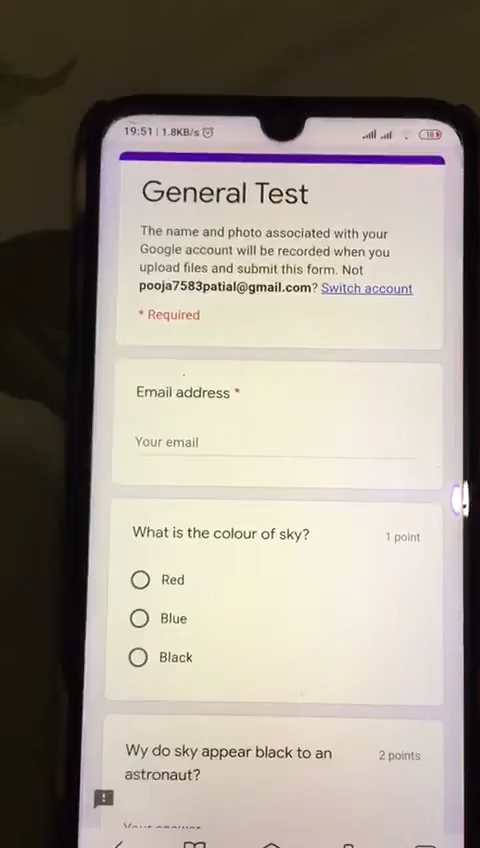 19:51 | 1.8KB/s
18
General Test
The name and photo associated with your
Google account will be recorded when you
upload files and submit this form. Not
pooja7583patial@gmail.com? Switch account
* Required
Email address *
Your email
What is the colour of sky?
1 point
Red
Blue
Black
Wy do sky appear black to an
astronaut?
2 points